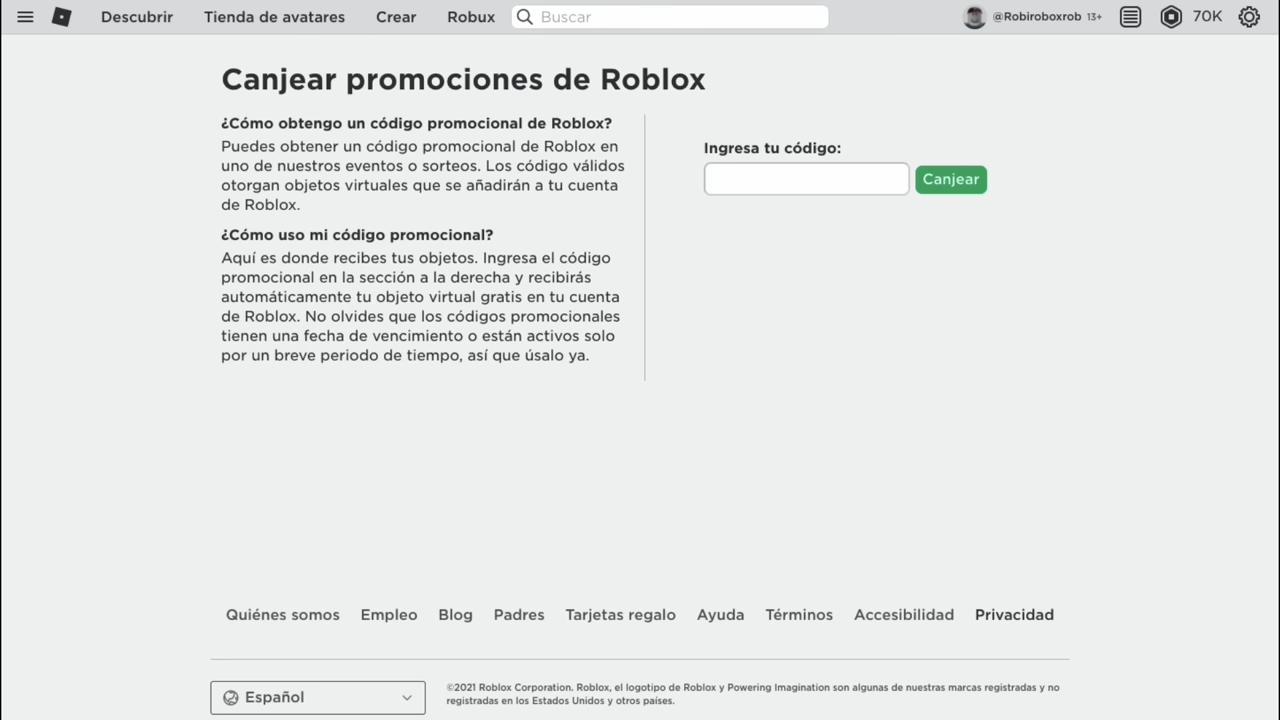 Descubrir Tienda de avatares Crear Robux Buscar @Robiroboxrob 13+ 70K
Canjear promociones de Roblox
¿Cómo obtengo un código promocional de Roblox?
Puedes obtener un código promocional de Roblox en
uno de nuestros eventos o sorteos. Los código válidos
otorgan objetos virtuales que se añadirán a tu cuenta
de Roblox.
¿Cómo uso mi código promocional?
Aquí es donde recibes tus objetos. Ingresa el código
promocional en la sección a la derecha y recibirás
automáticamente tu objeto virtual gratis en tu cuenta
de Roblox. No olvides que los códigos promocionales
tienen una fecha de vencimiento o están activos solo
por un breve periodo de tiempo, así que úsalo ya.
Ingresa tu código:
Canjear
Quiénes somos Empleo Blog Padres Tarjetas regalo Ayuda Términos Accesibilidad Privacidad
Español
©2021 Roblox Corporation. Roblox, el logotipo de Roblox y Powering Imagination son algunas de nuestras marcas registradas y no
registradas en los Estados Unidos y otros países.